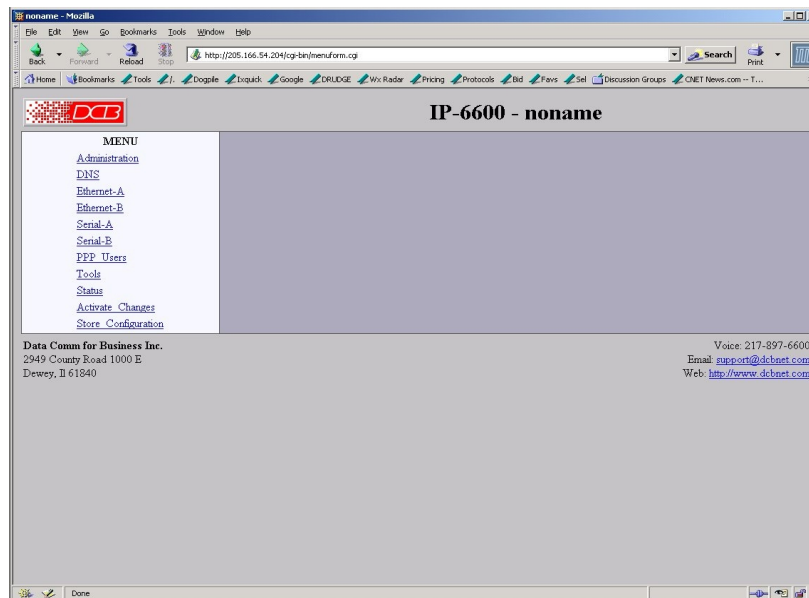 noname - Mozilla
File Edit View Go Bookmarks Tools Window Help
Back Forward Reload Stop http://205.166.54.204/cgi-bin/menuform.cgi Search Print
Home Bookmarks Tools /. Dogpile Ixquick Google DRUDGE Wx Radar Pricing Protocols Bid Favs Sel Discussion Groups CNET News.com -- T...
DCB
IP-6600 - noname
MENU
Administration
DNS
Ethernet-A
Ethernet-B
Serial-A
Serial-B
PPP Users
Tools
Status
Activate Changes
Store Configuration
Data Comm for Business Inc.
2949 County Road 1000 E
Dewey, Il 61840
Voice: 217-897-6600
Email: support@dcbnet.com
Web: http://www.dcbnet.com
Done